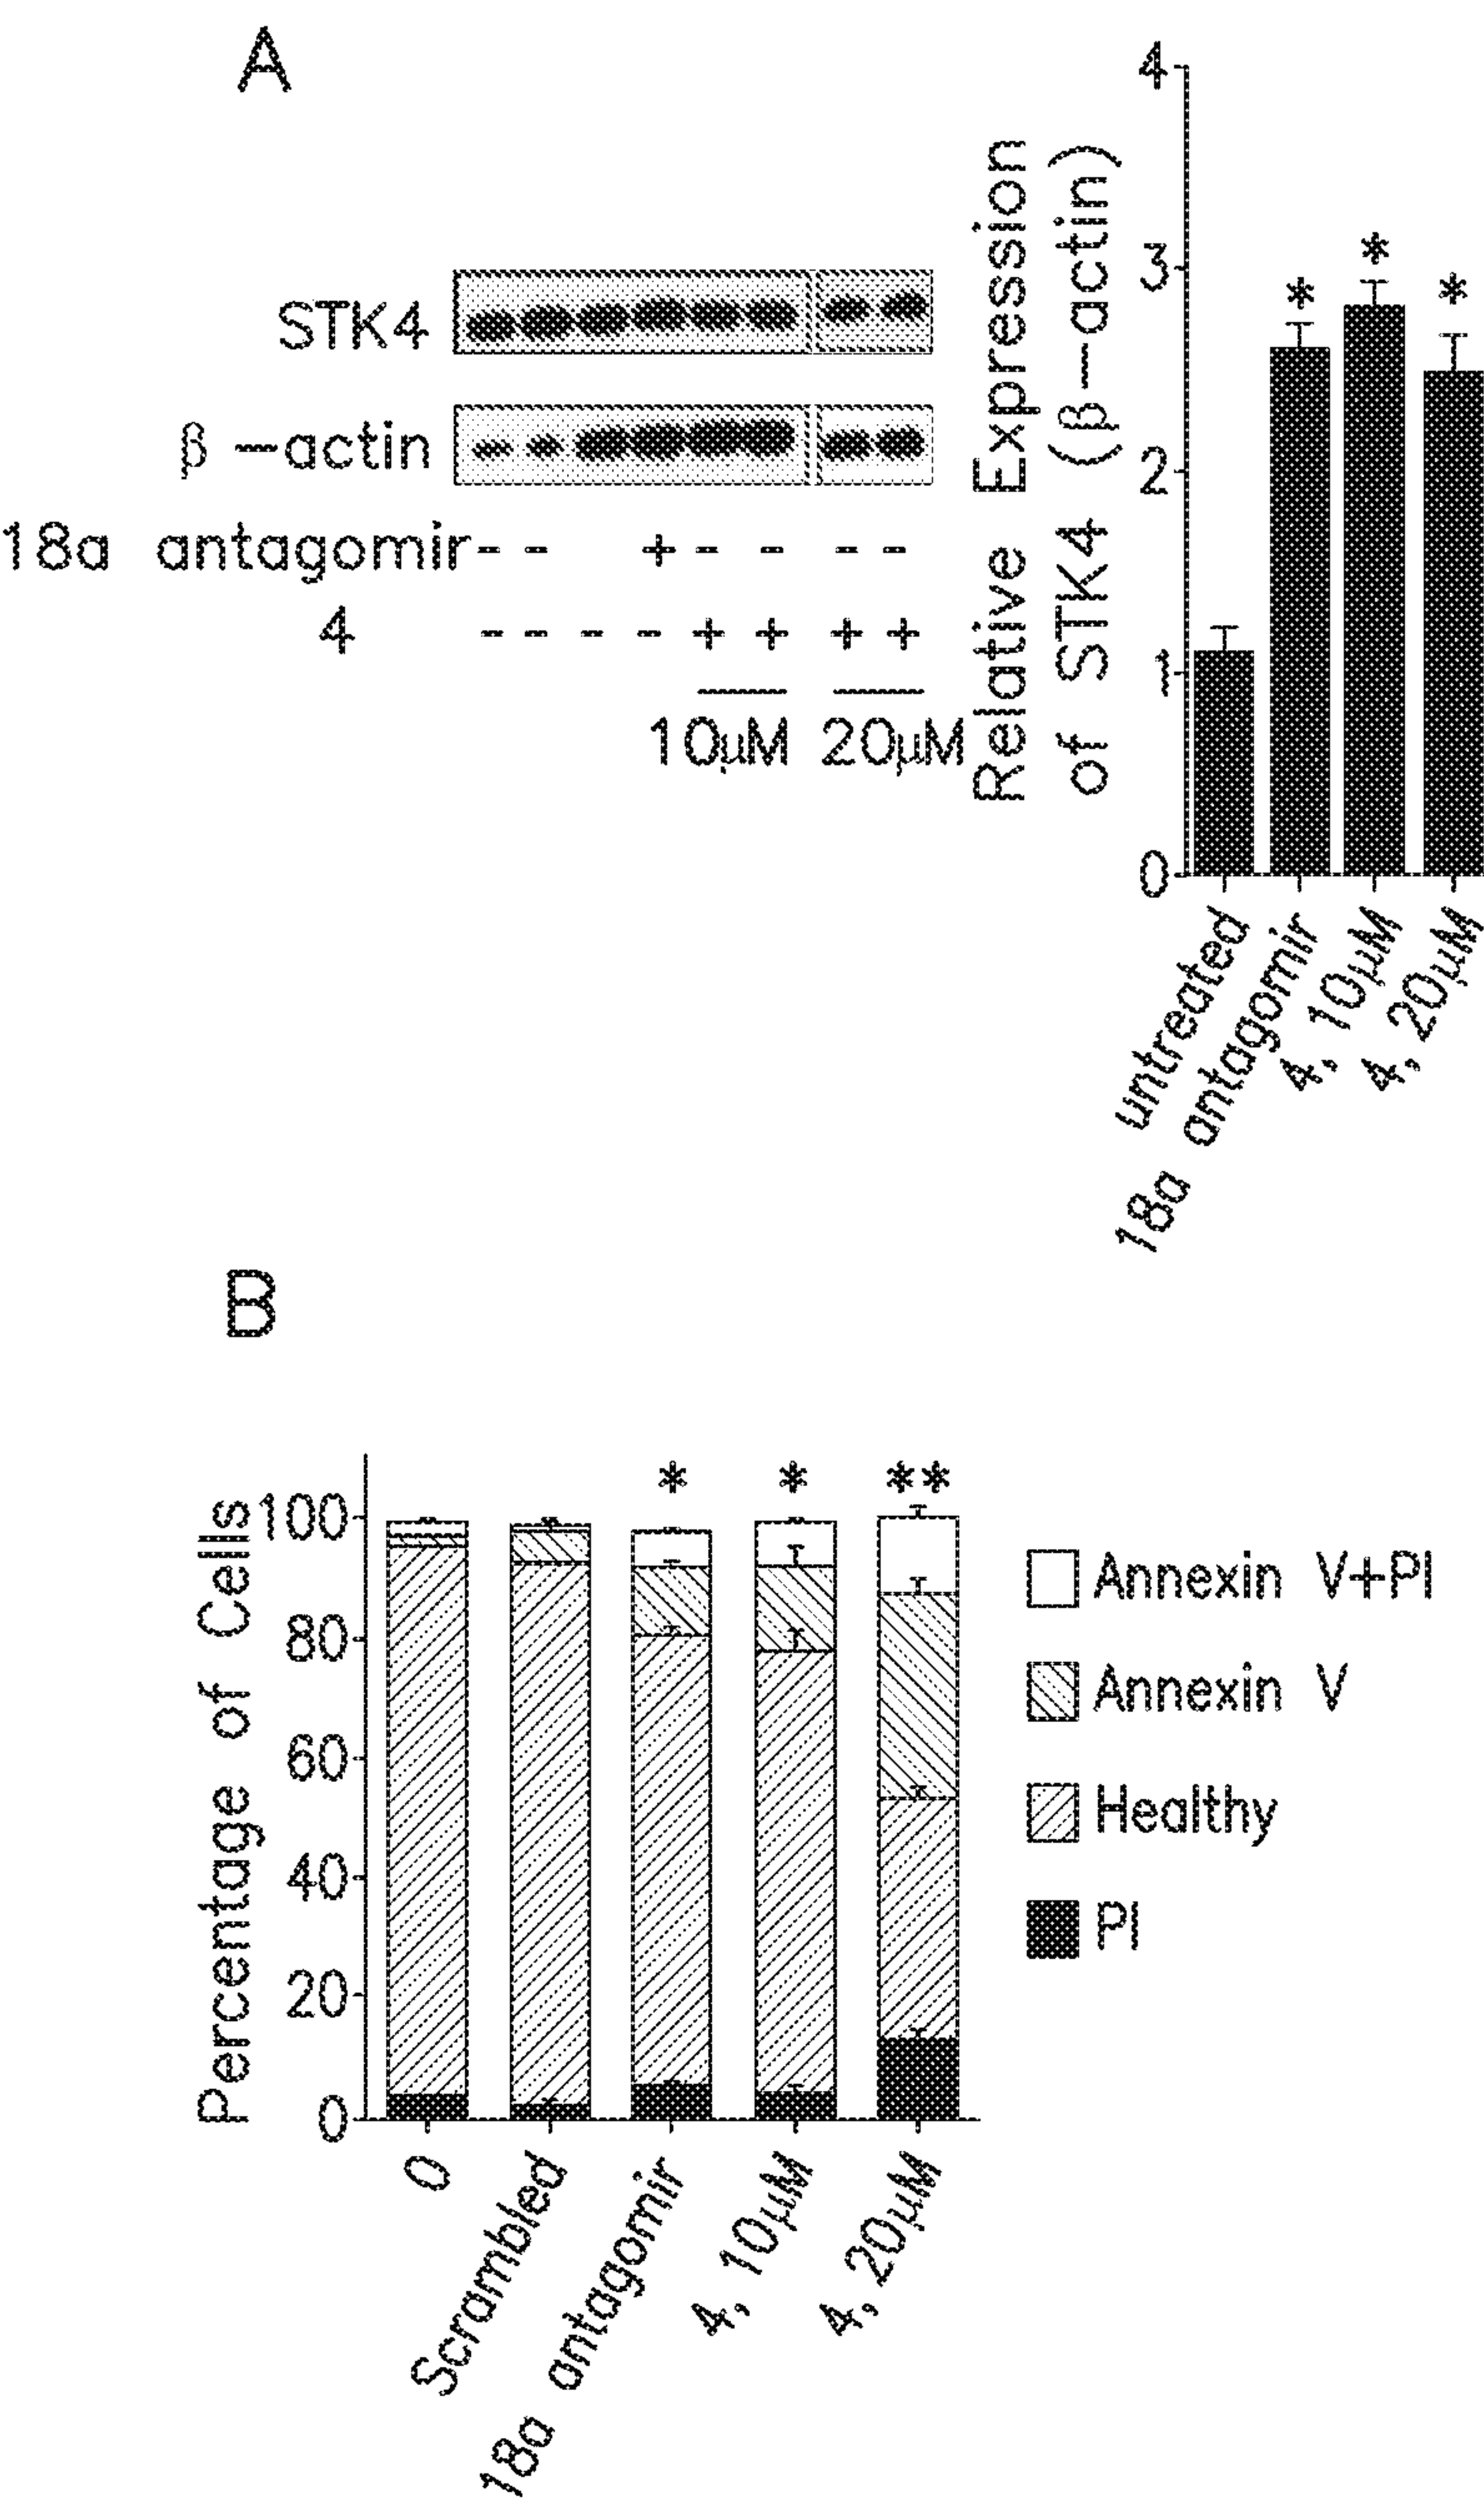 A
STK4
β -actin
18a antagomir - - + - - - -
4 - - - - + + + +
10µM 20µM
Relative Expression
of STK4 (β-actin)
4
3
2
1
0
*
*
*
untreated
18a antagomir
4, 10µM
4, 20µM
B
Percentage of Cells
100
80
60
40
20
0
* * **
0
Scrambled
18a antagomir
4, 10µM
4, 20µM
Annexin V+PI
Annexin V
Healthy
PI